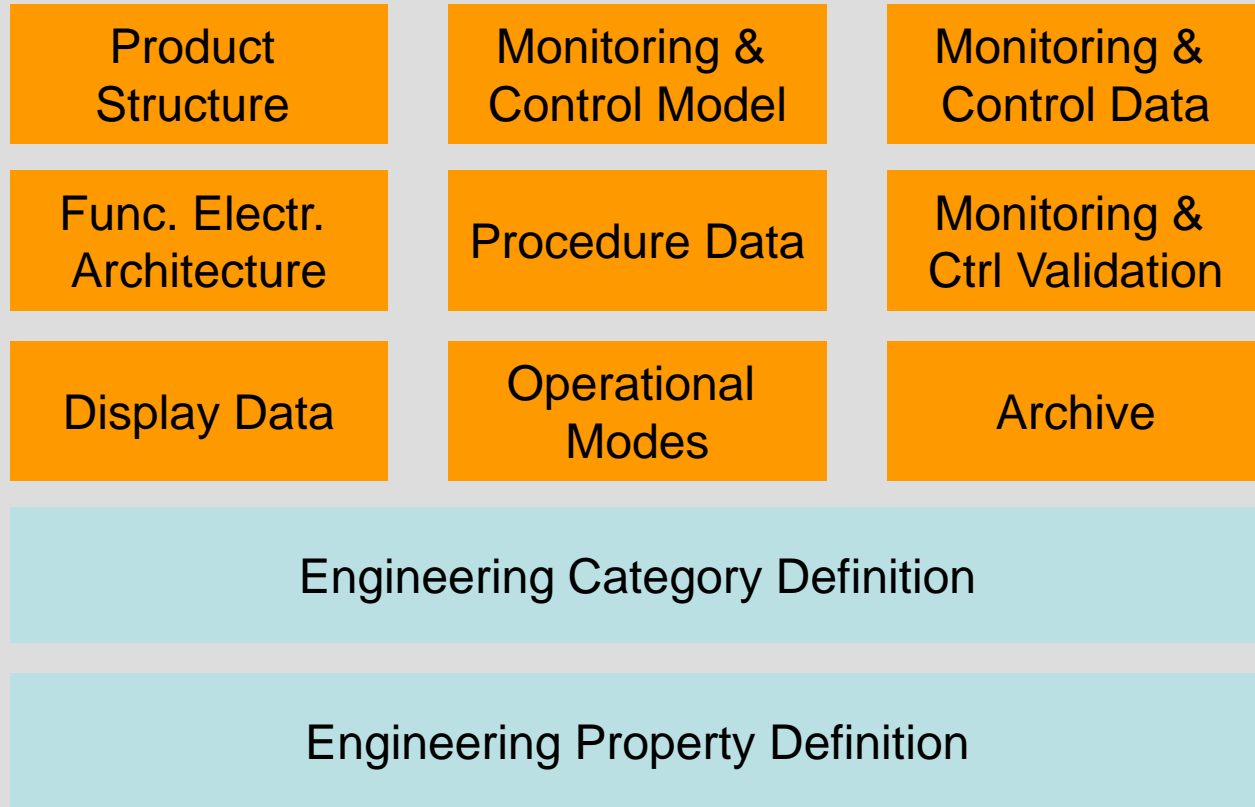 Product
Structure
Monitoring &
Control Model
Monitoring &
Control Data
Func. Electr.
Architecture
Procedure Data
Monitoring &
Ctrl Validation
Display Data
Operational
Modes
Archive
Engineering Category Definition
Engineering Property Definition